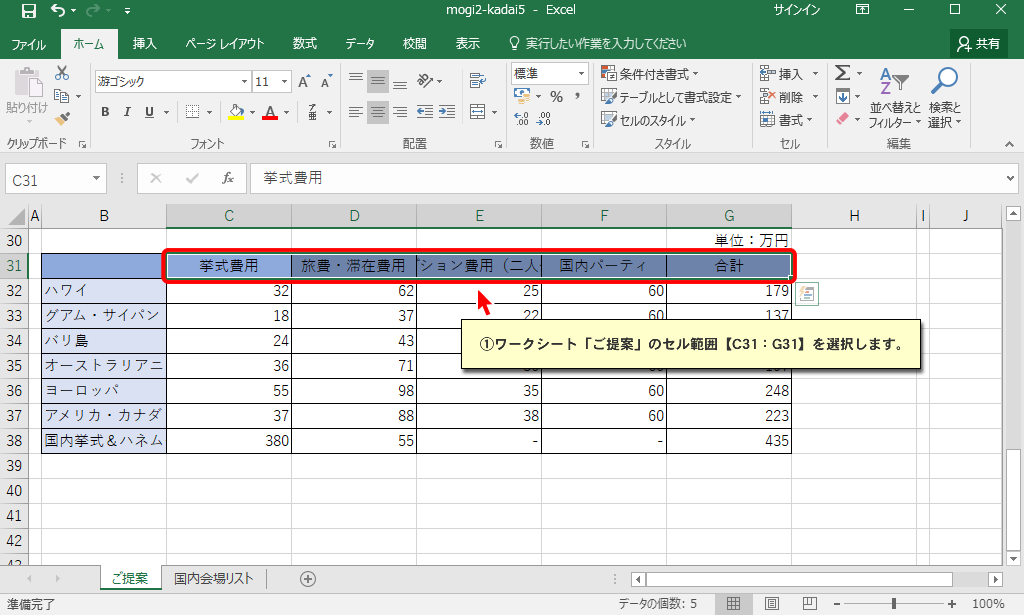 mogi2-kadai5 - Excel
サインイン
ファイル ホーム 挿入 ページ レイアウト 数式 データ 校閲 表示 実行したい作業を入力してください 共有
貼り付け
クリップボード
游ゴシック 11
B I U
フォント
配置
標準
%
数値
条件付き書式
テーブルとして書式設定
セルのスタイル
スタイル
挿入
削除
書式
セル
並べ替えと
フィルター
検索と
選択
編集
C31 fx 挙式費用
A B C D E F G H I J
30 単位：万円
31 挙式費用 旅費・滞在費用 ション費用（二人 国内パーティ 合計
32 ハワイ 32 62 25 60 179
33 グアム・サイパン 18 37 22 60 137
34 バリ島 24 43
35 オーストラリアニ 36 71
36 ヨーロッパ 55 98 35 60 248
37 アメリカ・カナダ 37 88 38 60 223
38 国内挙式＆ハネム 380 55 - - 435
39
40
41
42
①ワークシート「ご提案」のセル範囲【C31：G31】を選択します。
ご提案 国内会場リスト
準備完了 データの個数: 5 100%